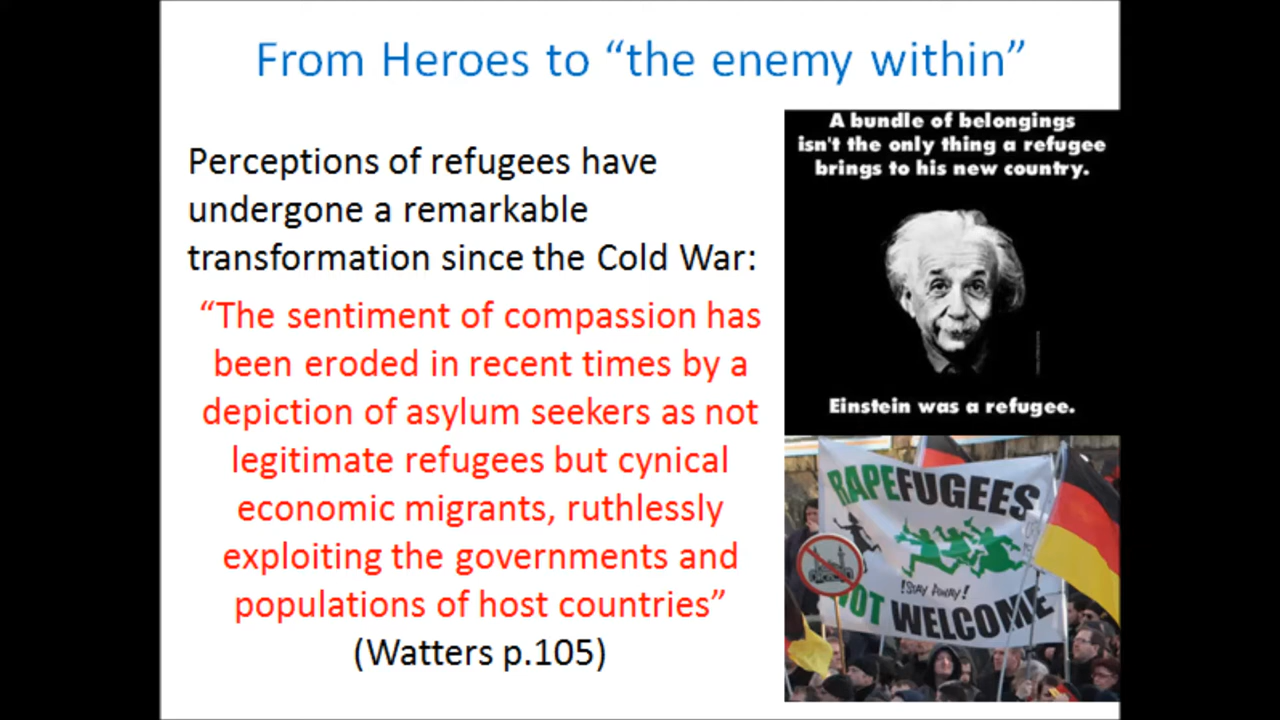 From Heroes to “the enemy within”
Perceptions of refugees have
undergone a remarkable
transformation since the Cold War:
“The sentiment of compassion has
been eroded in recent times by a
depiction of asylum seekers as not
legitimate refugees but cynical
economic migrants, ruthlessly
exploiting the governments and
populations of host countries”
(Watters p.105)
A bundle of belongings
isn't the only thing a refugee
brings to his new country.
Einstein was a refugee.
RAPEFUGEES
!STAY AWAY!
NOT WELCOME